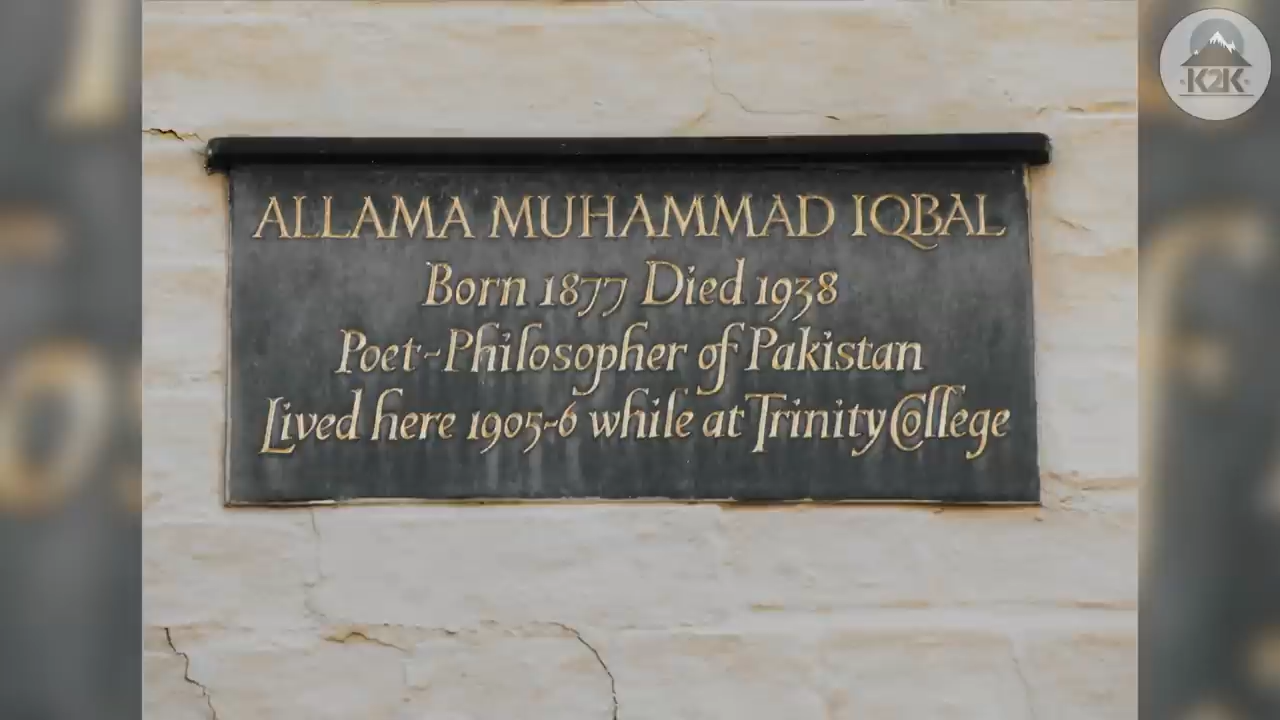 K2K
ALLAMA MUHAMMAD IQBAL
Born 1877 Died 1938
Poet-Philosopher of Pakistan
Lived here 1905-6 while at Trinity College